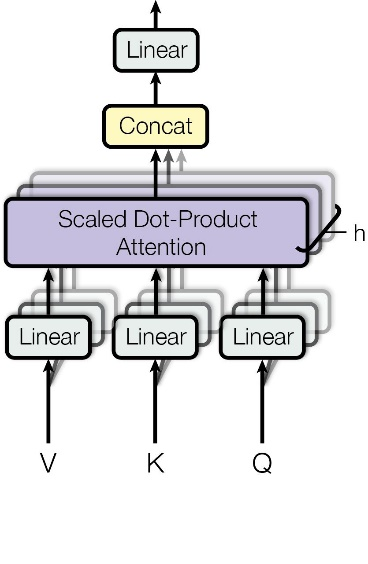 Linear
Concat
Scaled Dot-Product
Attention
h
Linear
Linear
Linear
V
K
Q